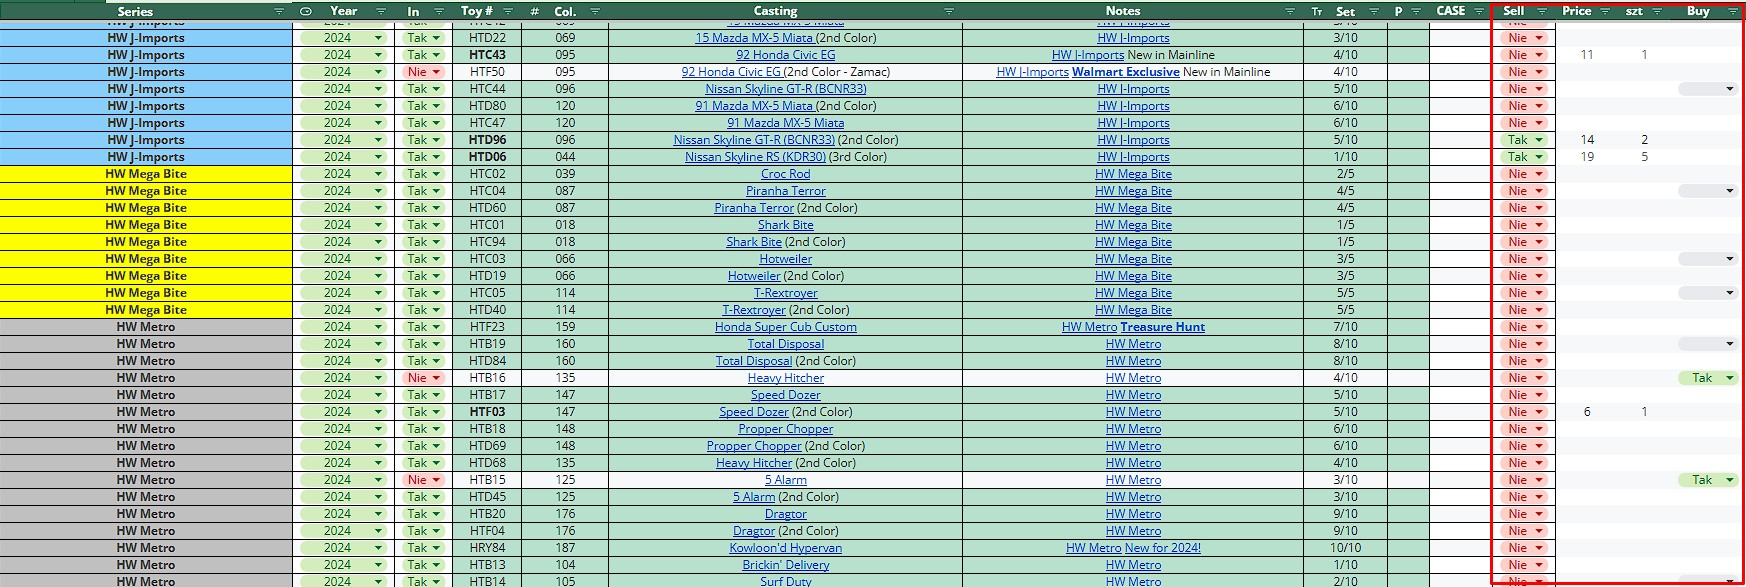 Series Year In Toy # # Col. Casting Notes Tт Set P CASE Sell Price szt Buy
HW J-Imports 2024 Tak HTD22 069 15 Mazda MX-5 Miata (2nd Color) HW J-Imports 3/10 Nie
HW J-Imports 2024 Tak HTC43 095 92 Honda Civic EG HW J-Imports New in Mainline 4/10 Nie 11 1
HW J-Imports 2024 Nie HTF50 095 92 Honda Civic EG (2nd Color - Zamac) HW J-Imports Walmart Exclusive New in Mainline 4/10 Nie
HW J-Imports 2024 Tak HTC44 096 Nissan Skyline GT-R (BCNR33) HW J-Imports 5/10 Nie
HW J-Imports 2024 Tak HTD80 120 91 Mazda MX-5 Miata (2nd Color) HW J-Imports 6/10 Nie
HW J-Imports 2024 Tak HTC47 120 91 Mazda MX-5 Miata HW J-Imports 6/10 Nie
HW J-Imports 2024 Tak HTD96 096 Nissan Skyline GT-R (BCNR33) (2nd Color) HW J-Imports 5/10 Tak 14 2
HW J-Imports 2024 Tak HTD06 044 Nissan Skyline RS (KDR30) (3rd Color) HW J-Imports 1/10 Tak 19 5
HW Mega Bite 2024 Tak HTC02 039 Croc Rod HW Mega Bite 2/5 Nie
HW Mega Bite 2024 Tak HTC04 087 Piranha Terror HW Mega Bite 4/5 Nie
HW Mega Bite 2024 Tak HTD60 087 Piranha Terror (2nd Color) HW Mega Bite 4/5 Nie
HW Mega Bite 2024 Tak HTC01 018 Shark Bite HW Mega Bite 1/5 Nie
HW Mega Bite 2024 Tak HTC94 018 Shark Bite (2nd Color) HW Mega Bite 1/5 Nie
HW Mega Bite 2024 Tak HTC03 066 Hotweiler HW Mega Bite 3/5 Nie
HW Mega Bite 2024 Tak HTD19 066 Hotweiler (2nd Color) HW Mega Bite 3/5 Nie
HW Mega Bite 2024 Tak HTC05 114 T-Rextroyer HW Mega Bite 5/5 Nie
HW Mega Bite 2024 Tak HTD40 114 T-Rextroyer (2nd Color) HW Mega Bite 5/5 Nie
HW Metro 2024 Tak HTF23 159 Honda Super Cub Custom HW Metro Treasure Hunt 7/10 Nie
HW Metro 2024 Tak HTB19 160 Total Disposal HW Metro 8/10 Nie
HW Metro 2024 Tak HTD84 160 Total Disposal (2nd Color) HW Metro 8/10 Nie
HW Metro 2024 Nie HTB16 135 Heavy Hitcher HW Metro 4/10 Nie Tak
HW Metro 2024 Tak HTB17 147 Speed Dozer HW Metro 5/10 Nie
HW Metro 2024 Tak HTF03 147 Speed Dozer (2nd Color) HW Metro 5/10 Nie 6 1
HW Metro 2024 Tak HTB18 148 Propper Chopper HW Metro 6/10 Nie
HW Metro 2024 Tak HTD69 148 Propper Chopper (2nd Color) HW Metro 6/10 Nie
HW Metro 2024 Tak HTD68 135 Heavy Hitcher (2nd Color) HW Metro 4/10 Nie
HW Metro 2024 Nie HTB15 125 5 Alarm HW Metro 3/10 Nie Tak
HW Metro 2024 Tak HTD45 125 5 Alarm (2nd Color) HW Metro 3/10 Nie
HW Metro 2024 Tak HTB20 176 Dragtor HW Metro 9/10 Nie
HW Metro 2024 Tak HTF04 176 Dragtor (2nd Color) HW Metro 9/10 Nie
HW Metro 2024 Tak HRY84 187 Kowloon'd Hypervan HW Metro New for 2024! 10/10 Nie
HW Metro 2024 Tak HTB13 104 Brickin' Delivery HW Metro 1/10 Nie
HW Metro 2024 Tak HTB14 105 Surf Duty HW Metro 2/10 Nie